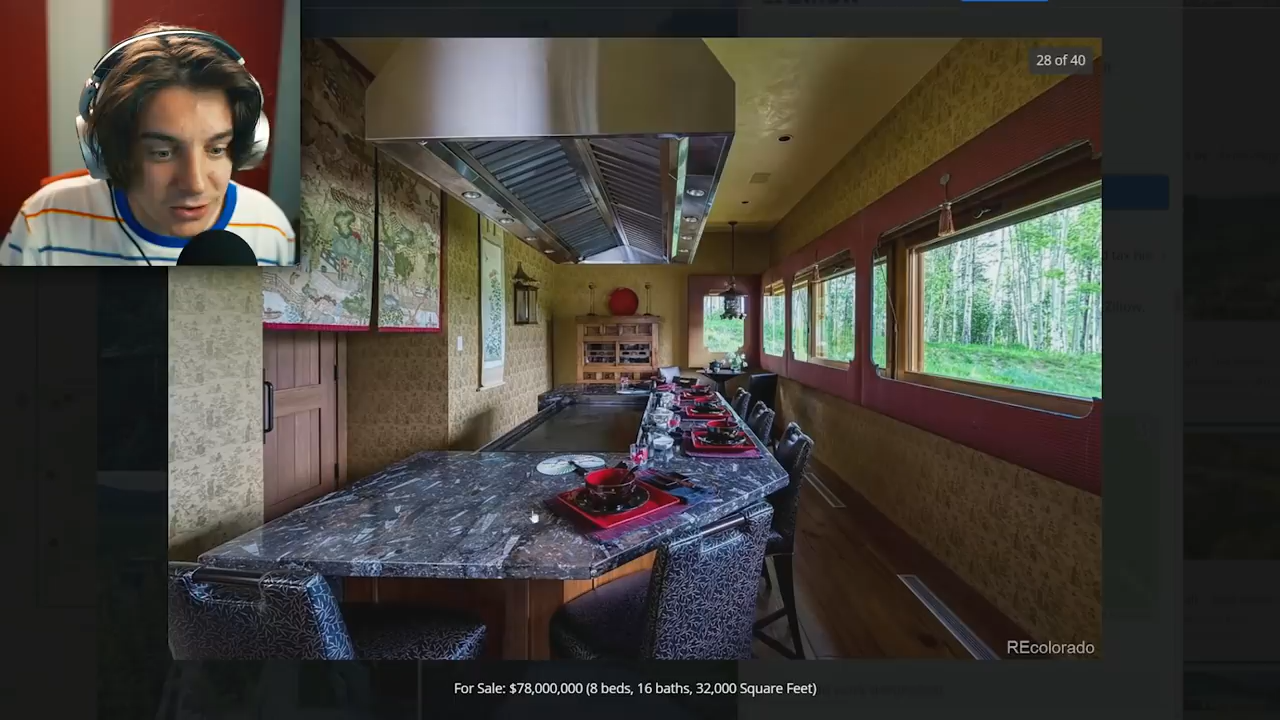 28 of 40
REcolorado
For Sale: $78,000,000 (8 beds, 16 baths, 32,000 Square Feet)